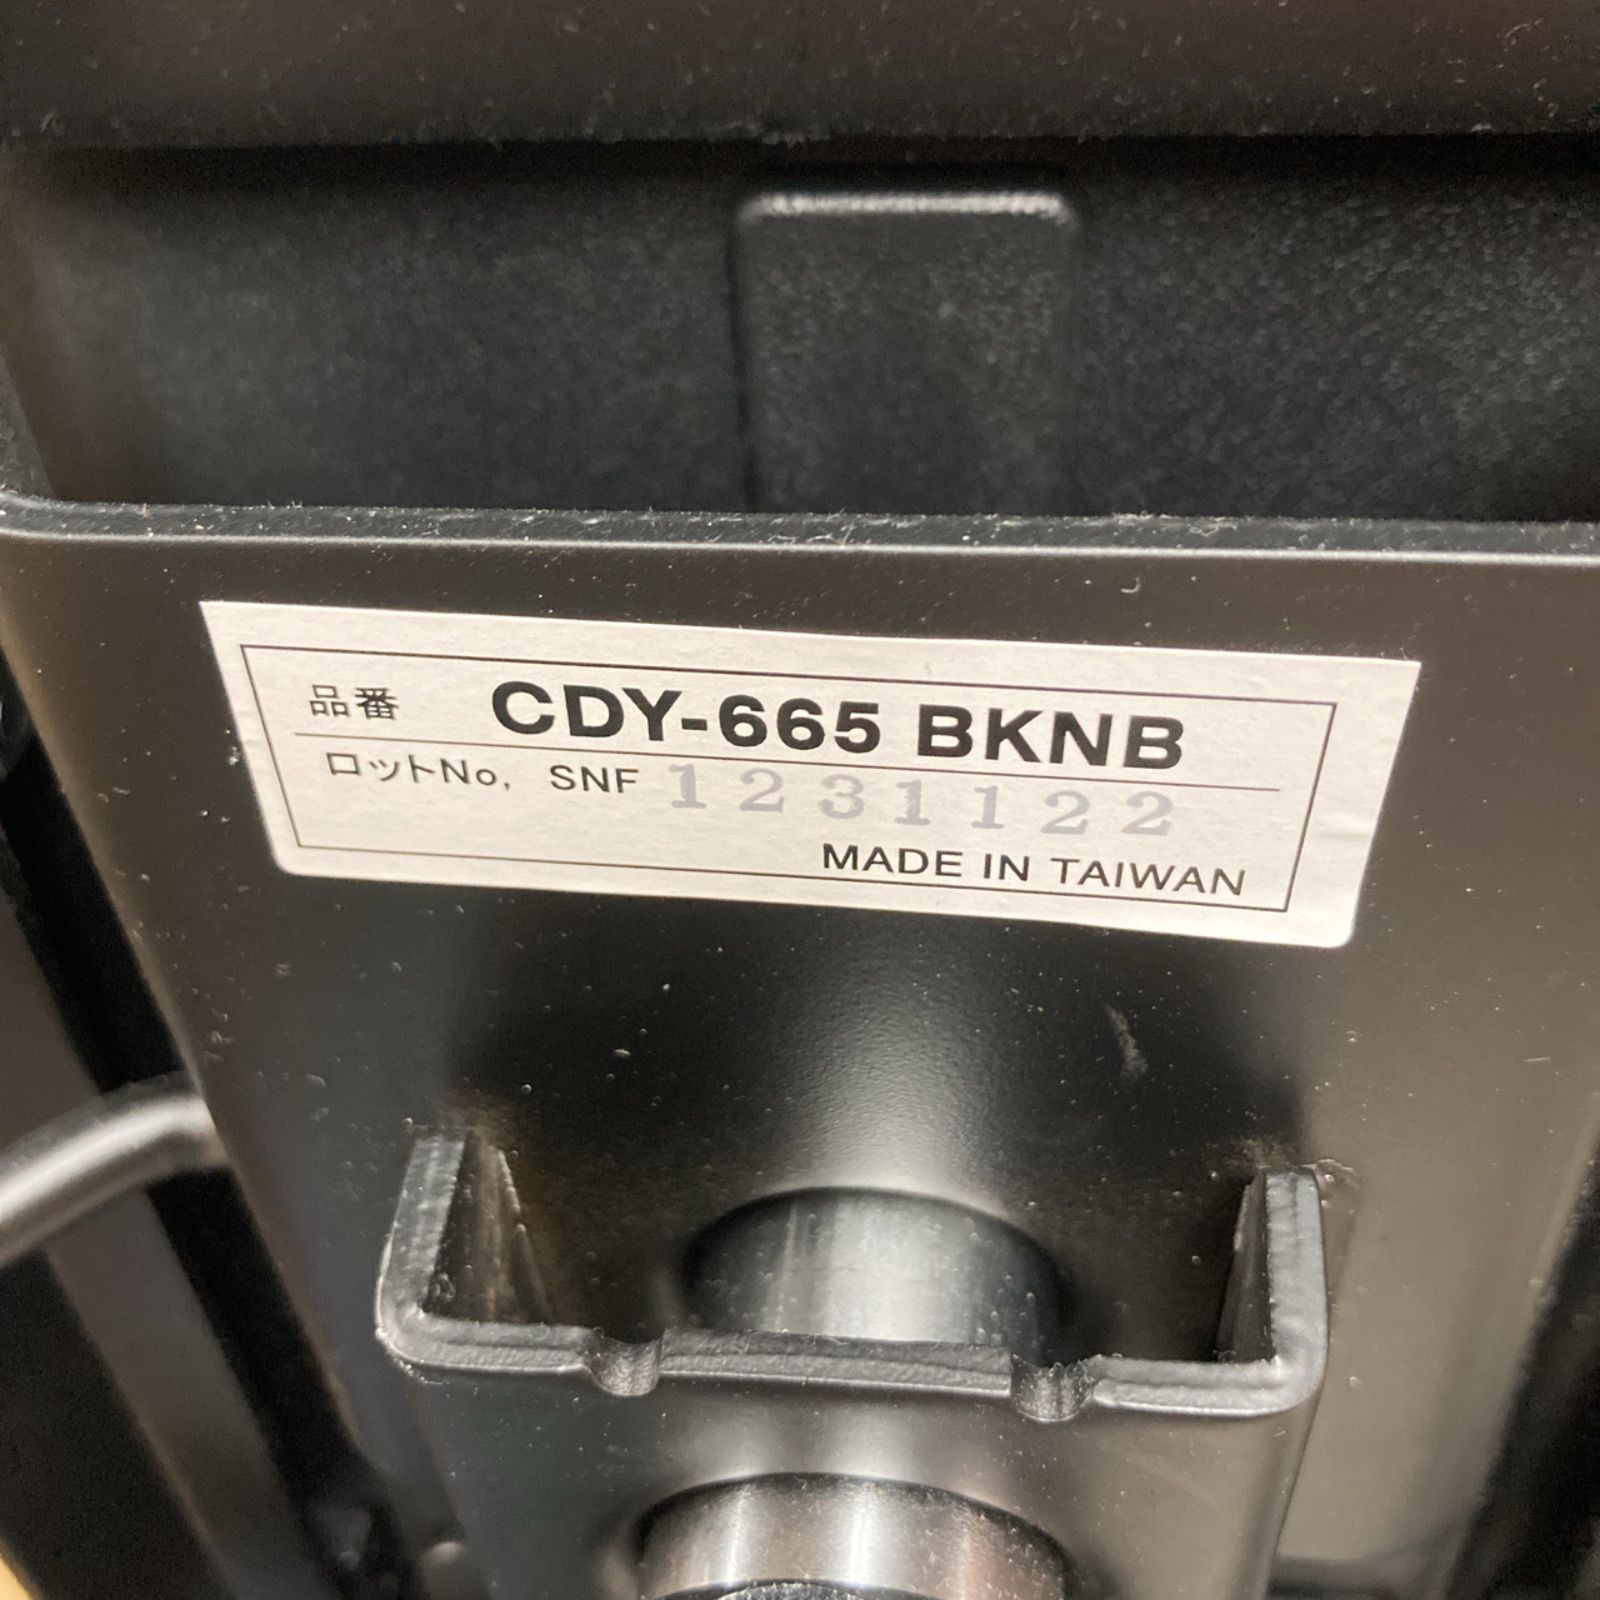 品番 CDY-665 BKNB
ロットNo, SNF 1231122
MADE IN TAIWAN